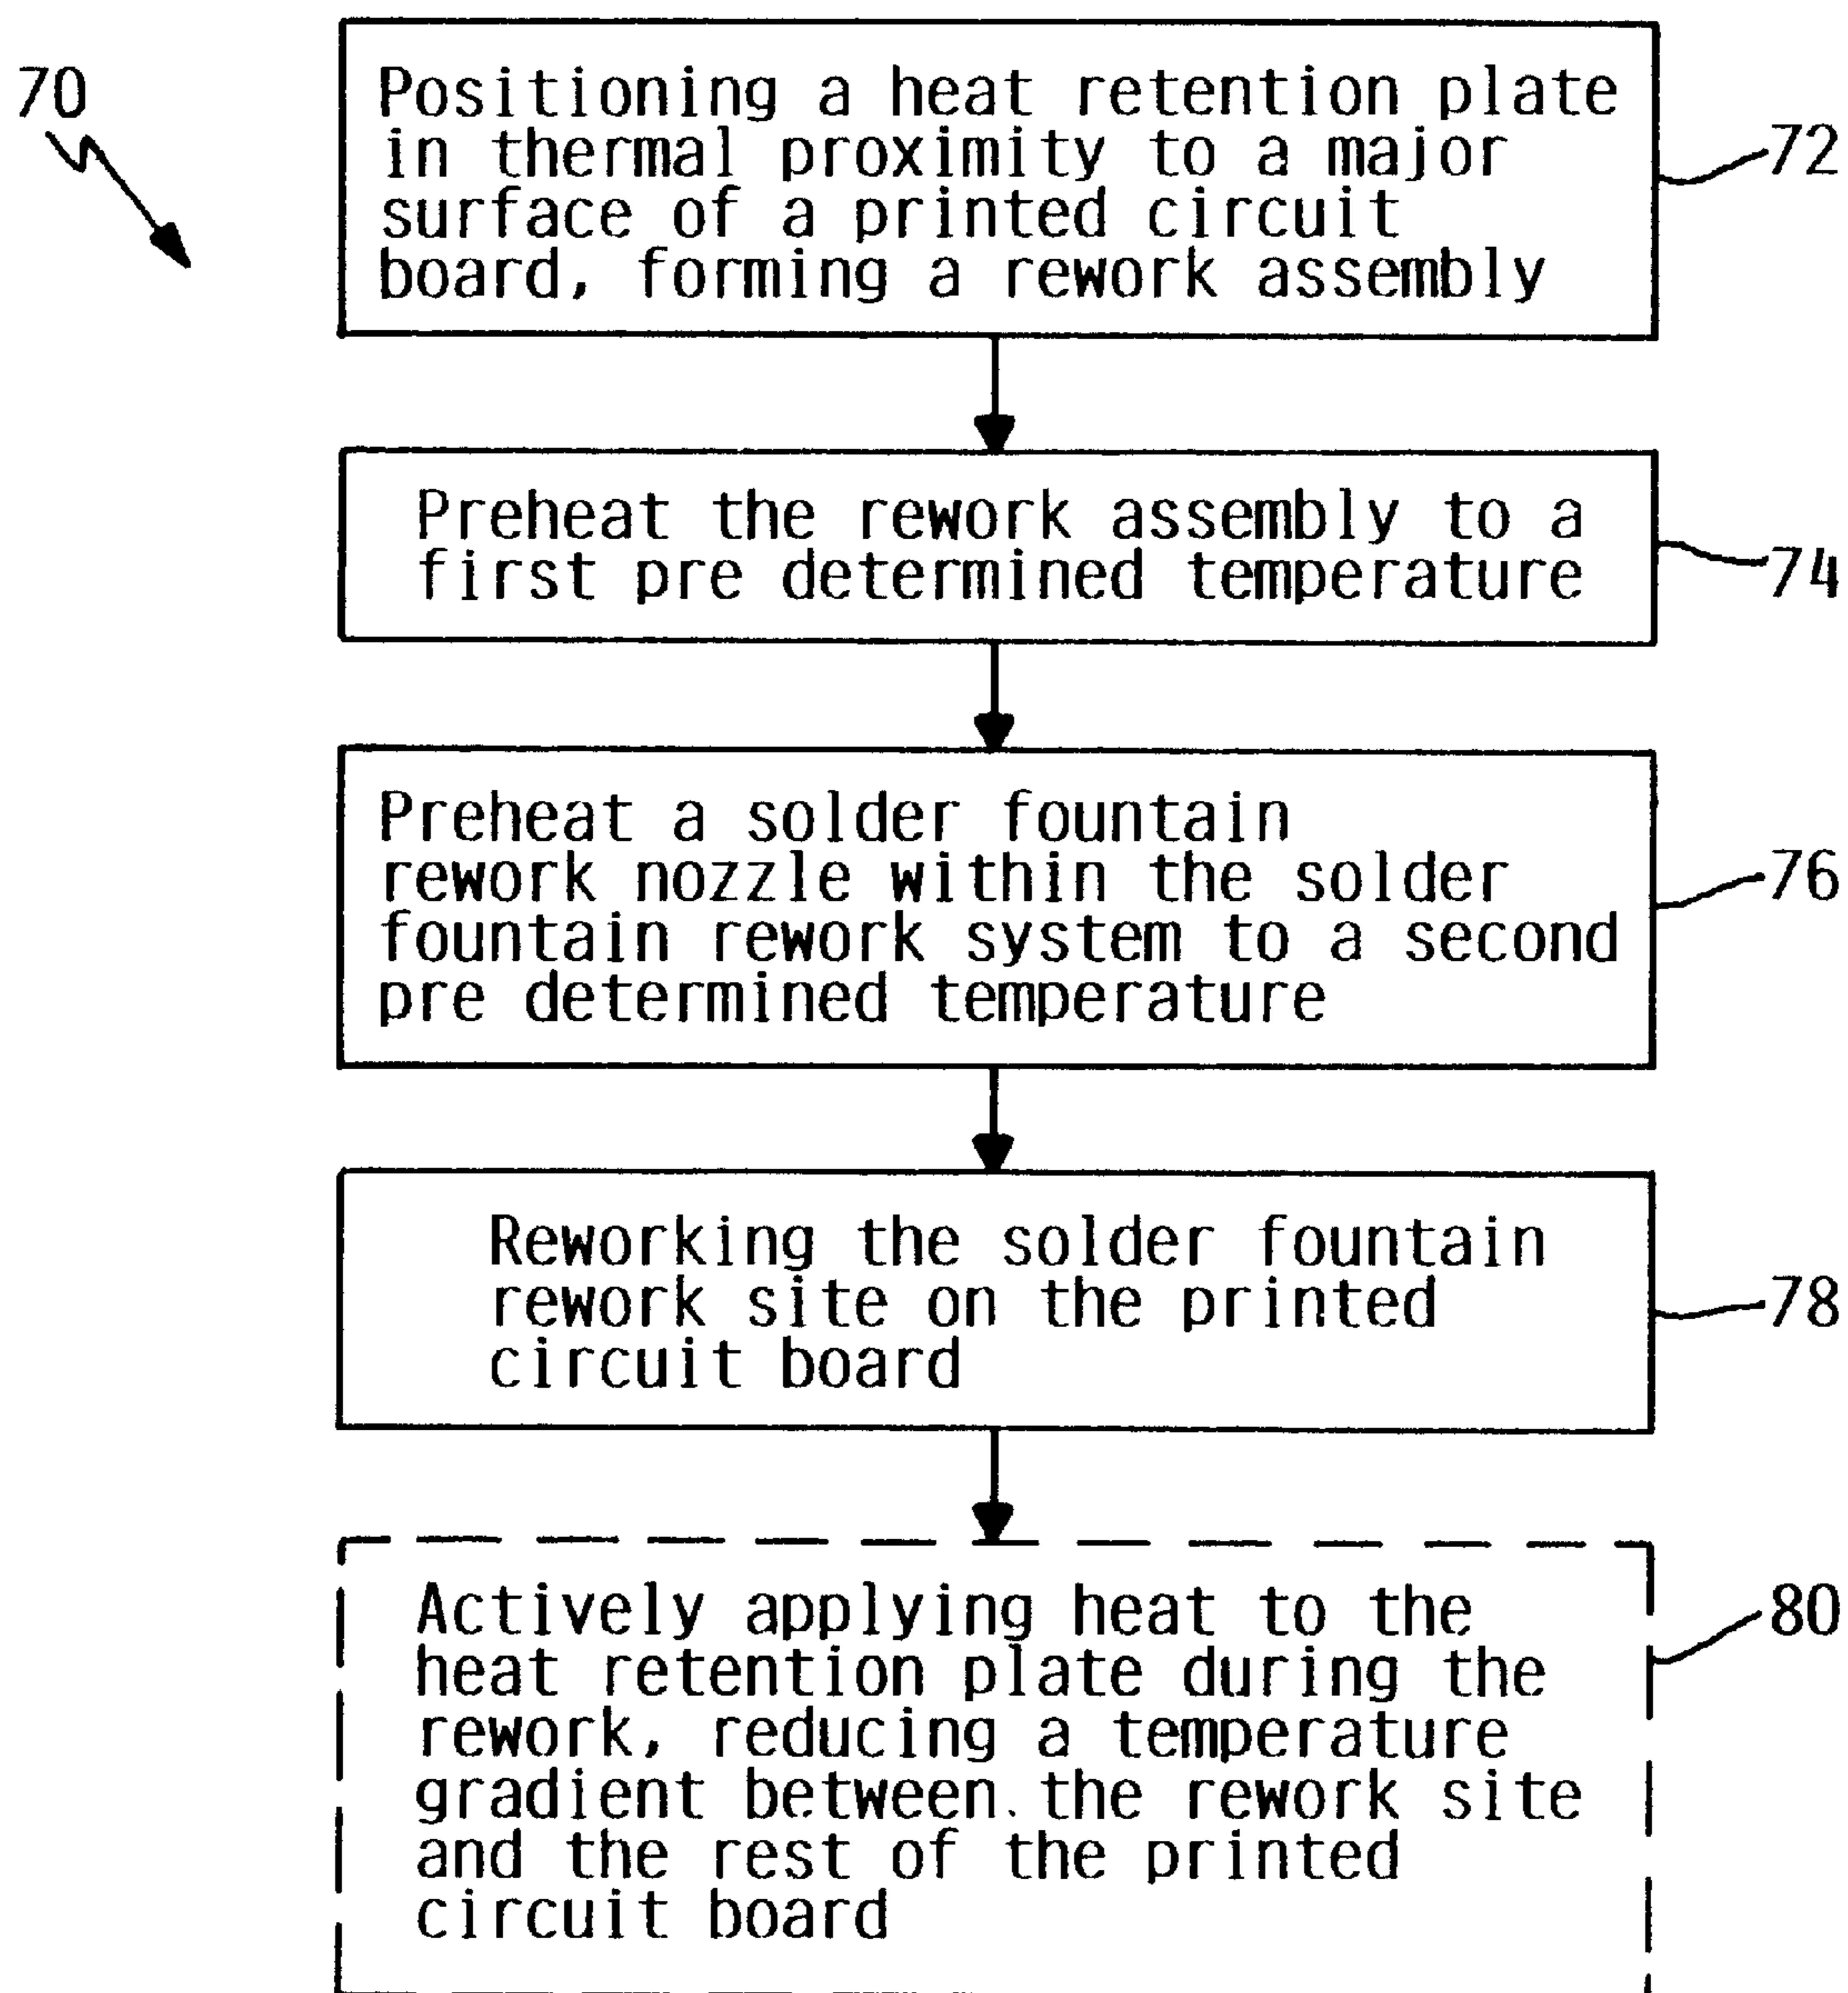 70
Positioning a heat retention plate
in thermal proximity to a major
surface of a printed circuit
board, forming a rework assembly
72
Preheat the rework assembly to a
first pre determined temperature
74
Preheat a solder fountain
rework nozzle within the solder
fountain rework system to a second
pre determined temperature
76
Reworking the solder fountain
rework site on the printed
circuit board
78
Actively applying heat to the
heat retention plate during the
rework, reducing a temperature
gradient between the rework site
and the rest of the printed
circuit board
80